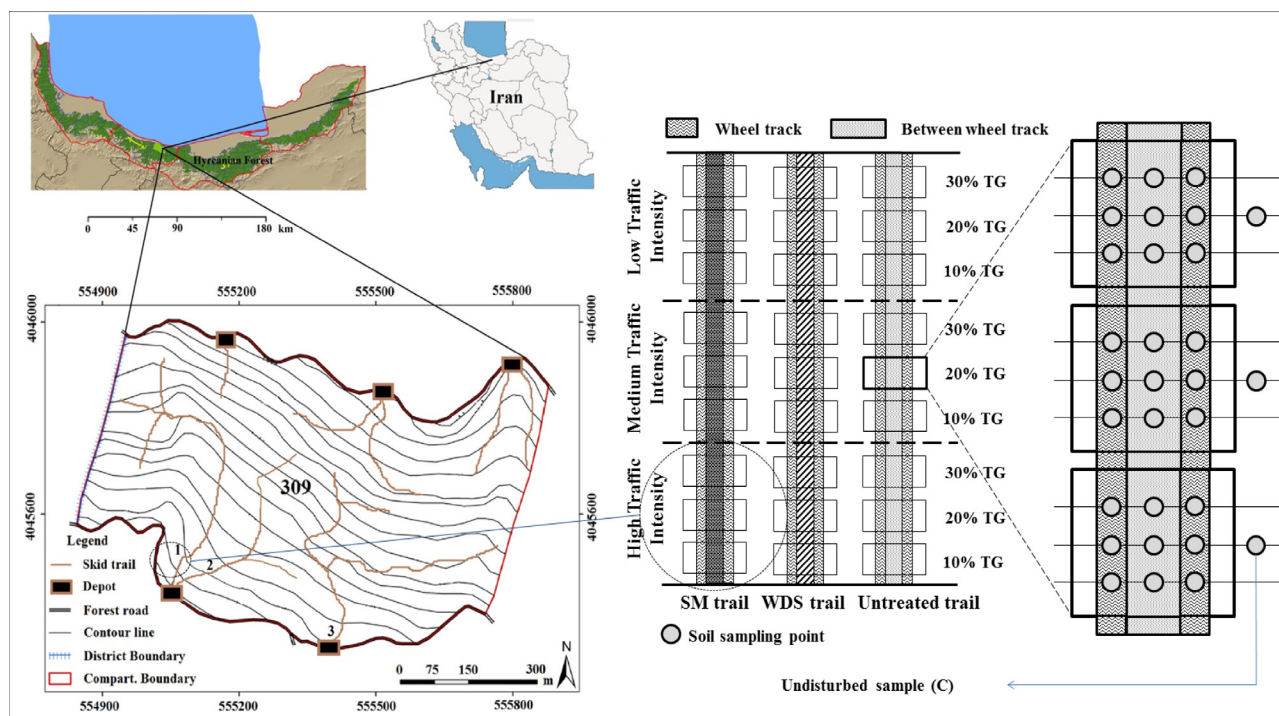 Iran
Hyrcanian Forest
0 45 90 180 km
554900 555200 555500 555800
4046000 4046000
309
4045600 4045600
1
2
3
Legend
Skid trail
Depot
Forest road
Contour line
District Boundary
Compart. Boundary
N
0 75 150 300
m
554900 555200 555500 555800
Wheel track Between wheel track
Low Traffic
Intensity
30% TG
20% TG
10% TG
Medium Traffic
Intensity
30% TG
20% TG
10% TG
High Traffic
Intensity
30% TG
20% TG
10% TG
SM trail WDS trail Untreated trail
Soil sampling point
Undisturbed sample (C)